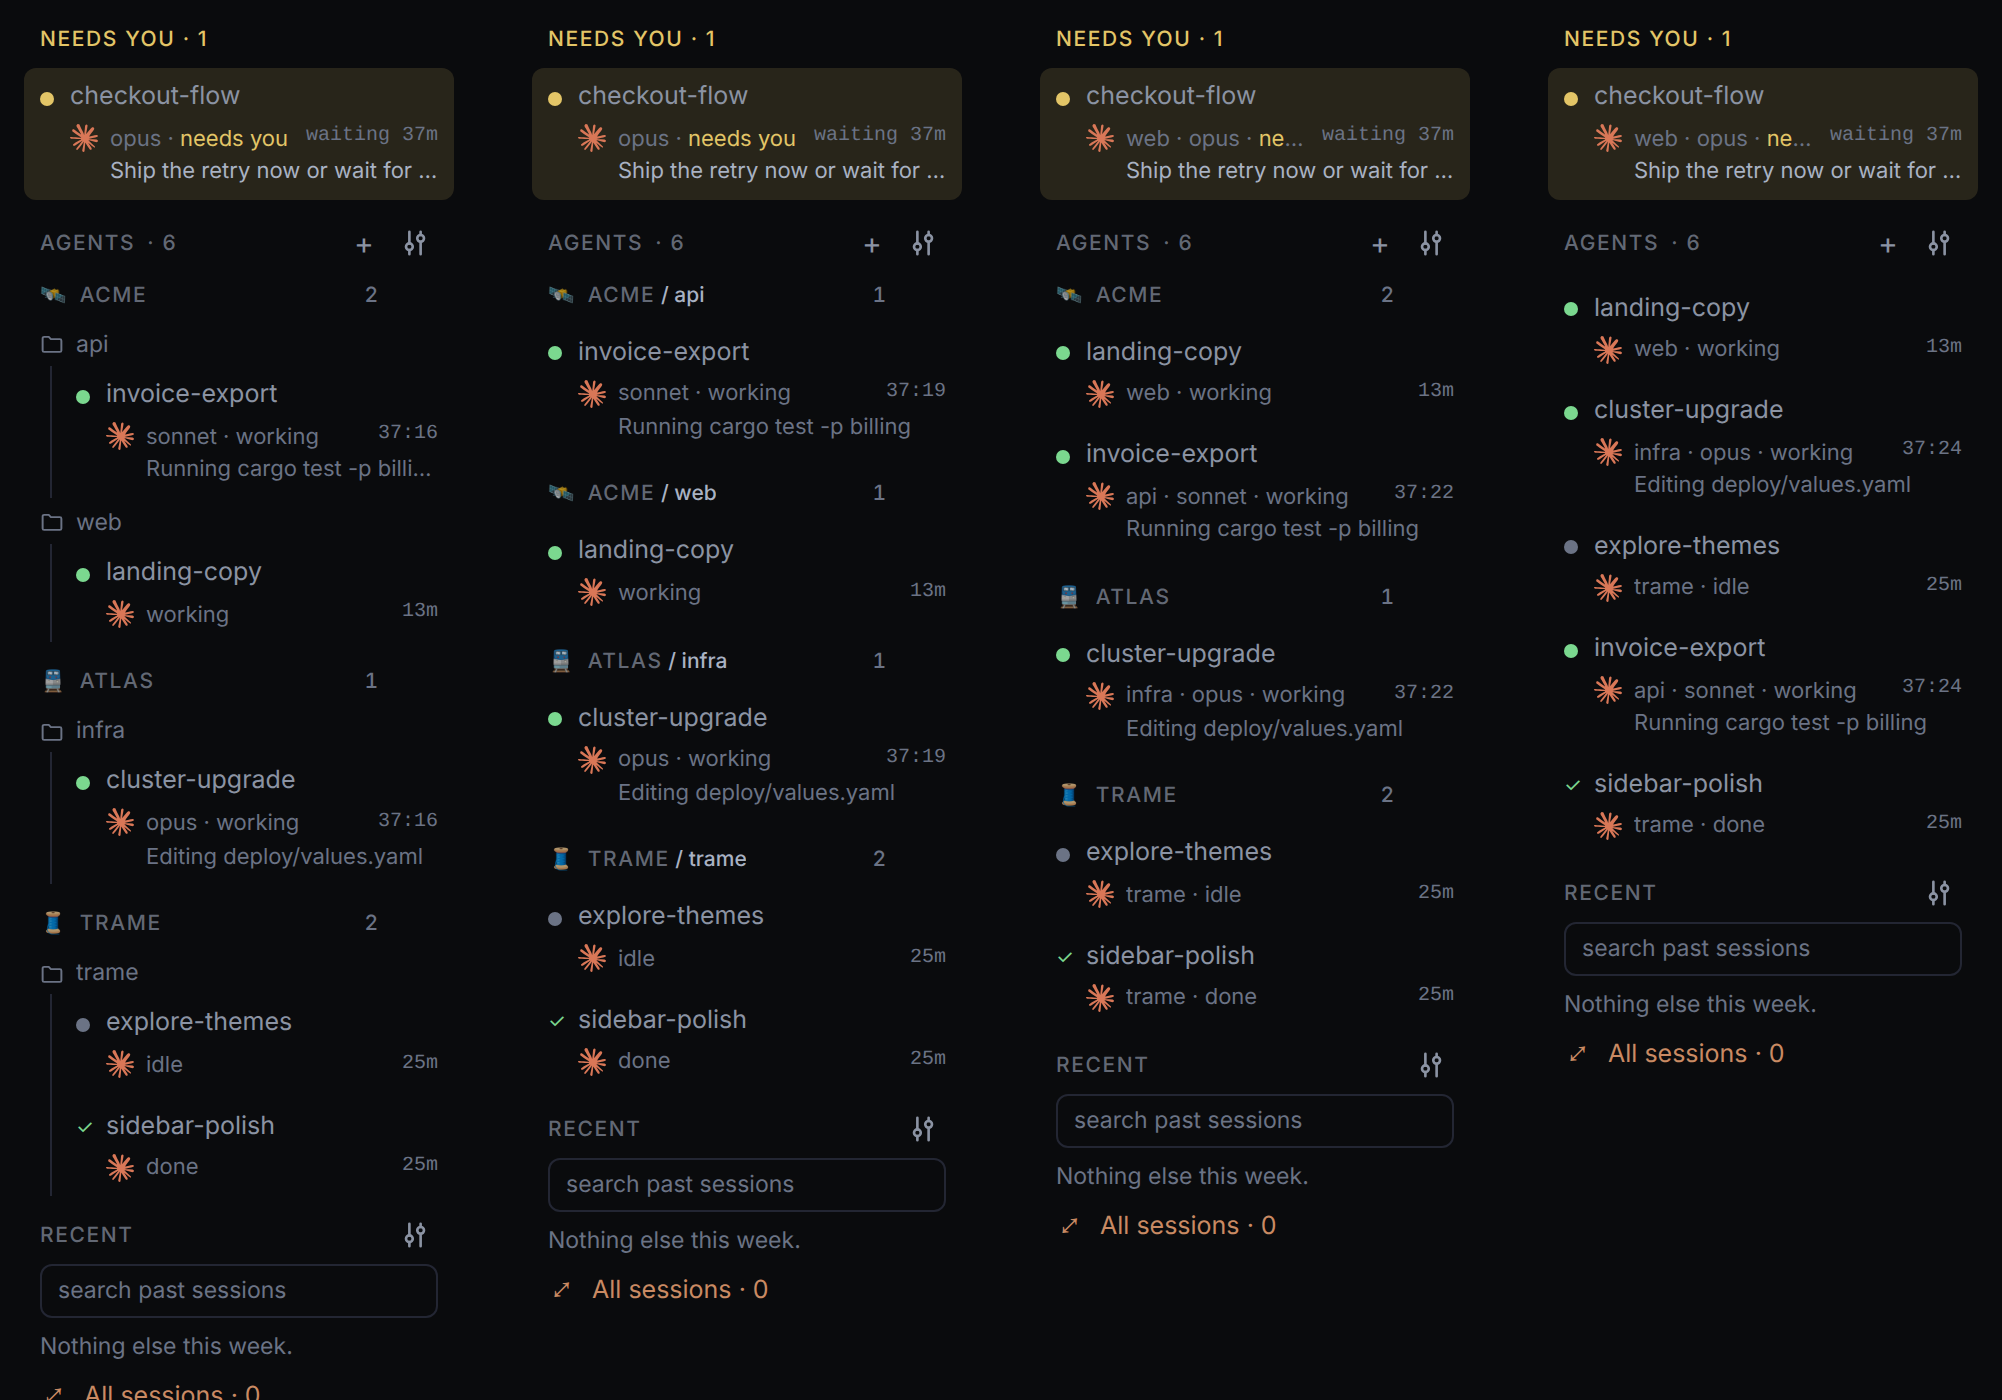 NEEDS YOU · 1
checkout-flow
opus · needs you waiting 37m
Ship the retry now or wait for ...
AGENTS · 6 +
ACME 2
api
invoice-export
sonnet · working 37:16
Running cargo test -p billi...
web
landing-copy
working 13m
ATLAS 1
infra
cluster-upgrade
opus · working 37:16
Editing deploy/values.yaml
TRAME 2
trame
explore-themes
idle 25m
sidebar-polish
done 25m
RECENT
search past sessions
Nothing else this week.
All sessions · 0
NEEDS YOU · 1
checkout-flow
opus · needs you waiting 37m
Ship the retry now or wait for ...
AGENTS · 6 +
ACME / api 1
invoice-export
sonnet · working 37:19
Running cargo test -p billing
ACME / web 1
landing-copy
working 13m
ATLAS / infra 1
cluster-upgrade
opus · working 37:19
Editing deploy/values.yaml
TRAME / trame 2
explore-themes
idle 25m
sidebar-polish
done 25m
RECENT
search past sessions
Nothing else this week.
All sessions · 0
NEEDS YOU · 1
checkout-flow
web · opus · ne... waiting 37m
Ship the retry now or wait for ...
AGENTS · 6 +
ACME 2
landing-copy
web · working 13m
invoice-export
api · sonnet · working 37:22
Running cargo test -p billing
ATLAS 1
cluster-upgrade
infra · opus · working 37:22
Editing deploy/values.yaml
TRAME 2
explore-themes
trame · idle 25m
sidebar-polish
trame · done 25m
RECENT
search past sessions
Nothing else this week.
All sessions · 0
NEEDS YOU · 1
checkout-flow
web · opus · ne... waiting 37m
Ship the retry now or wait for ...
AGENTS · 6 +
landing-copy
web · working 13m
cluster-upgrade
infra · opus · working 37:24
Editing deploy/values.yaml
explore-themes
trame · idle 25m
invoice-export
api · sonnet · working 37:24
Running cargo test -p billing
sidebar-polish
trame · done 25m
RECENT
search past sessions
Nothing else this week.
All sessions · 0